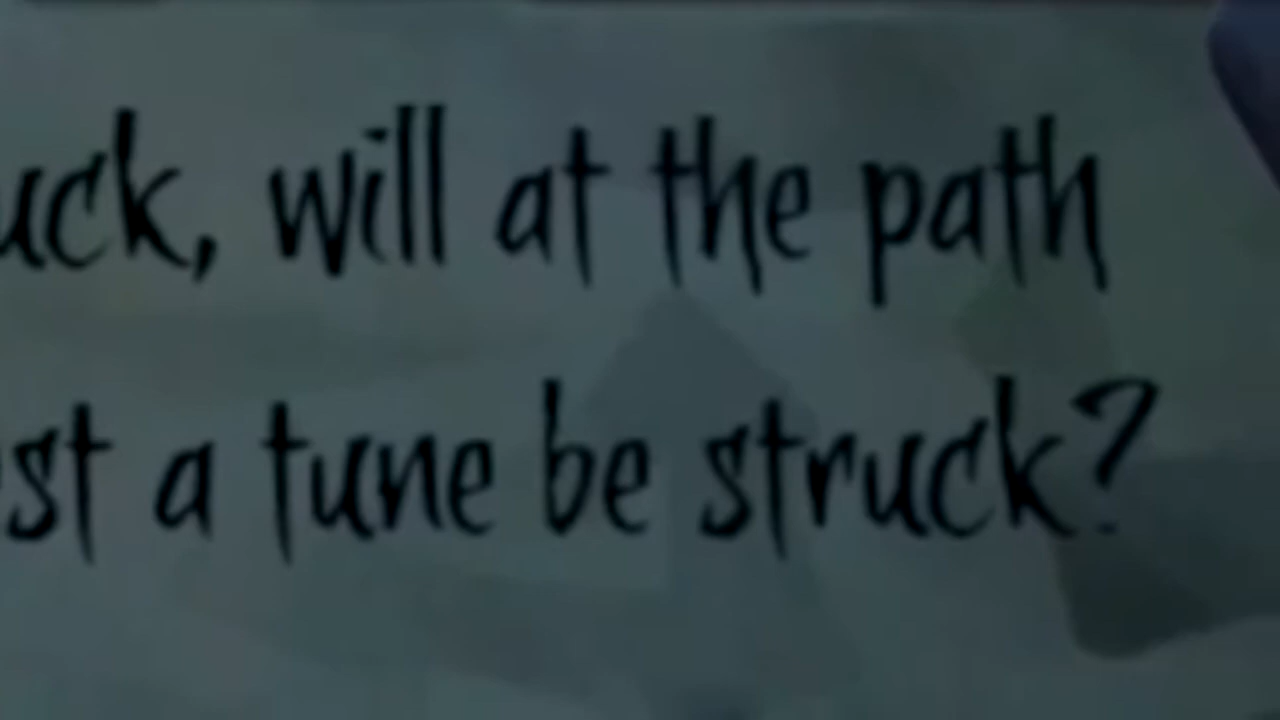 uck, will at the path
st a tune be struck?